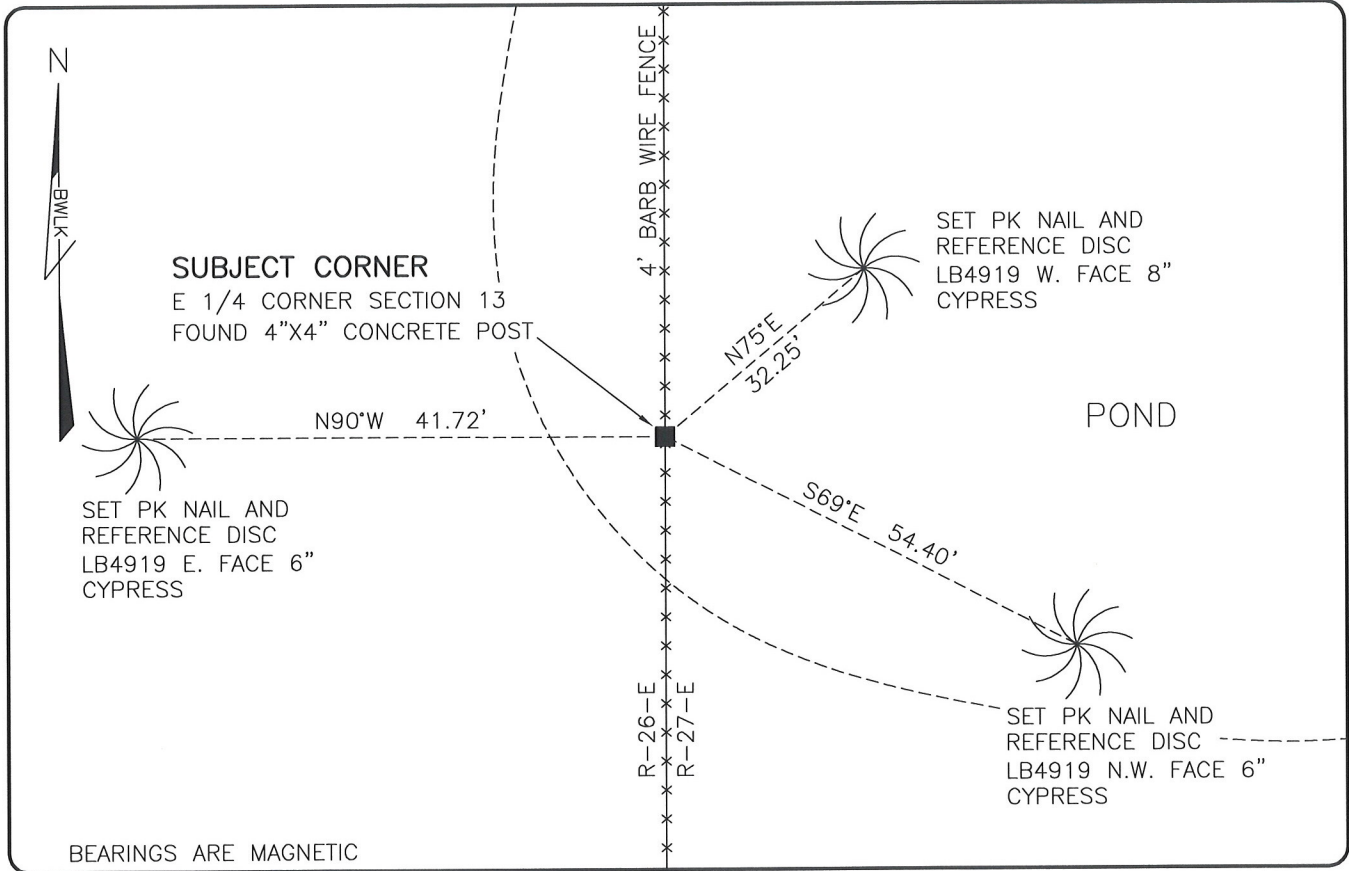 N
BWLK
4' BARB WIRE FENCE
SUBJECT CORNER
E 1/4 CORNER SECTION 13
FOUND 4"X4" CONCRETE POST
SET PK NAIL AND
REFERENCE DISC
LB4919 W. FACE 8"
CYPRESS
N75°E
32.25'
POND
N90°W 41.72'
SET PK NAIL AND
REFERENCE DISC
LB4919 E. FACE 6"
CYPRESS
S69°E 54.40'
R-26-E
R-27-E
SET PK NAIL AND
REFERENCE DISC
LB4919 N.W. FACE 6"
CYPRESS
BEARINGS ARE MAGNETIC